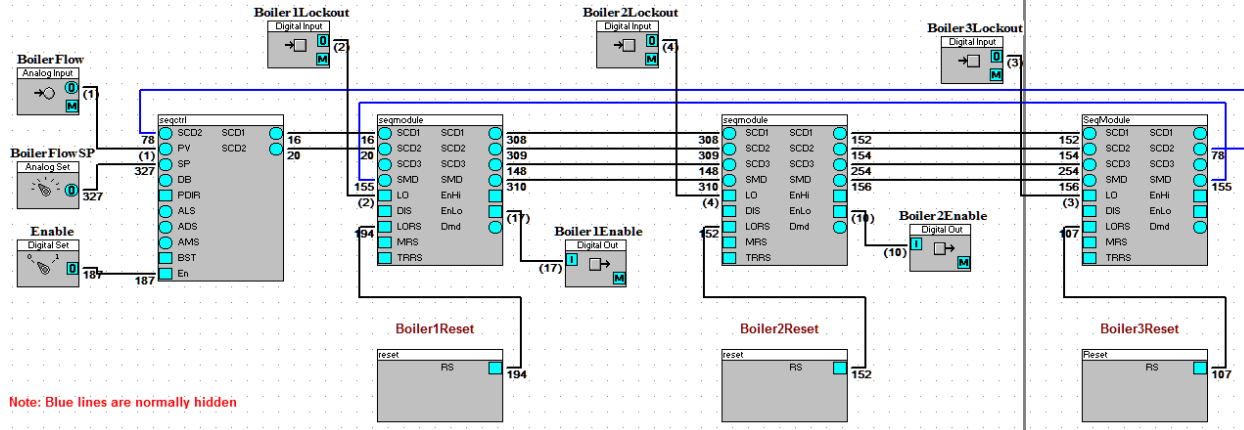 Boiler1Lockout
Digital Input
0
M
(2)
Boiler2Lockout
Digital Input
0
M
(4)
Boiler3Lockout
Digital Input
0
M
(3)
BoilerFlow
Analog Input
0
M
(1)
BoilerFlowSP
Analog Set
0
327
Enable
Digital Set
0
1
0
187
seqctrl
SCD2 SCD1
PV SCD2
SP
DB
PDIR
ALS
ADS
AMS
BST
En
78
(1)
327
187
16
20
seqmodule
SCD1 SCD1
SCD2 SCD2
SCD3 SCD3
SMD SMD
LO EnHi
DIS EnLo
LORS Dmd
MRS
TRRS
16
20
155
(2)
194
308
309
148
310
(17)
Boiler1Enable
Digital Out
I
M
(17)
seqmodule
SCD1 SCD1
SCD2 SCD2
SCD3 SCD3
SMD SMD
LO EnHi
DIS EnLo
LORS Dmd
MRS
TRRS
308
309
148
310
(4)
152
152
154
254
156
(10)
Boiler2Enable
Digital Out
I
M
(10)
SeqModule
SCD1 SCD1
SCD2 SCD2
SCD3 SCD3
SMD SMD
LO EnHi
DIS EnLo
LORS Dmd
MRS
TRRS
152
154
254
156
(3)
107
78
155
Boiler1Reset
reset
RS
194
Boiler2Reset
reset
RS
152
Boiler3Reset
Reset
RS
107
Note: Blue lines are normally hidden